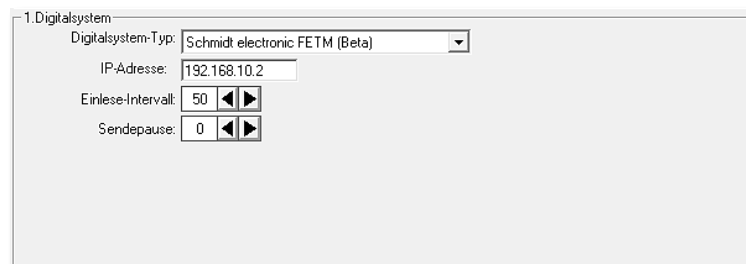 1.Digitalsystem
Digitalsystem-Typ: Schmidt electronic FETM (Beta)
IP-Adresse: 192.168.10.2
Einlese-Intervall: 50
Sendepause: 0